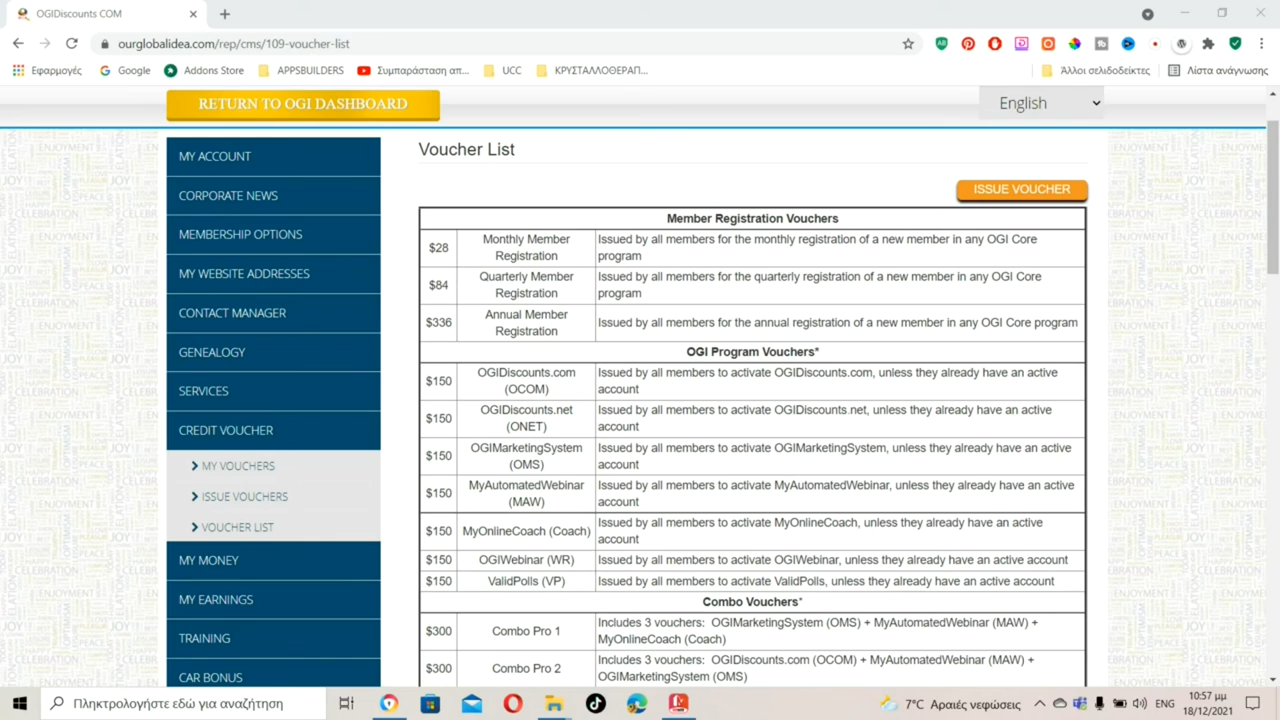 OGIDiscounts COM
ourglobalidea.com/rep/cms/109-voucher-list
Εφαρμογές
Google
Addons Store
APPSBUILDERS
Συμπαράσταση απ...
UCC
ΚΡΥΣΤΑΛΛΟΘΕΡΑΠ...
Άλλοι σελιδοδείκτες
Λίστα ανάγνωσης
RETURN TO OGI DASHBOARD
English
MY ACCOUNT
CORPORATE NEWS
MEMBERSHIP OPTIONS
MY WEBSITE ADDRESSES
CONTACT MANAGER
GENEALOGY
SERVICES
CREDIT VOUCHER
MY VOUCHERS
ISSUE VOUCHERS
VOUCHER LIST
MY MONEY
MY EARNINGS
TRAINING
CAR BONUS
Voucher List
ISSUE VOUCHER
Member Registration Vouchers
$28 Monthly Member Registration Issued by all members for the monthly registration of a new member in any OGI Core program
$84 Quarterly Member Registration Issued by all members for the quarterly registration of a new member in any OGI Core program
$336 Annual Member Registration Issued by all members for the annual registration of a new member in any OGI Core program
OGI Program Vouchers*
$150 OGIDiscounts.com (OCOM) Issued by all members to activate OGIDiscounts.com, unless they already have an active account
$150 OGIDiscounts.net (ONET) Issued by all members to activate OGIDiscounts.net, unless they already have an active account
$150 OGIMarketingSystem (OMS) Issued by all members to activate OGIMarketingSystem, unless they already have an active account
$150 MyAutomatedWebinar (MAW) Issued by all members to activate MyAutomatedWebinar, unless they already have an active account
$150 MyOnlineCoach (Coach) Issued by all members to activate MyOnlineCoach, unless they already have an active account
$150 OGIWebinar (WR) Issued by all members to activate OGIWebinar, unless they already have an active account
$150 ValidPolls (VP) Issued by all members to activate ValidPolls, unless they already have an active account
Combo Vouchers*
$300 Combo Pro 1 Includes 3 vouchers: OGIMarketingSystem (OMS) + MyAutomatedWebinar (MAW) + MyOnlineCoach (Coach)
$300 Combo Pro 2 Includes 3 vouchers: OGIDiscounts.com (OCOM) + MyAutomatedWebinar (MAW) + OGIMarketingSystem (OMS)
Πληκτρολογήστε εδώ για αναζήτηση
7°C Αραιές νεφώσεις
ENG
10:57 μμ
18/12/2021